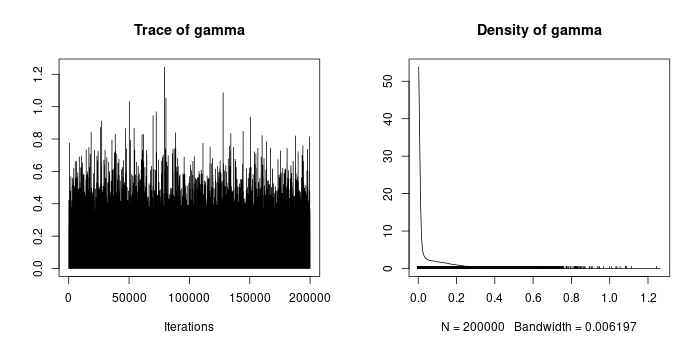 Trace of gamma
1.2
1.0
0.8
0.6
0.4
0.2
0.0
0 50000 100000 150000 200000
Iterations
Density of gamma
50
40
30
20
10
0
0.0 0.2 0.4 0.6 0.8 1.0 1.2
N = 200000 Bandwidth = 0.006197